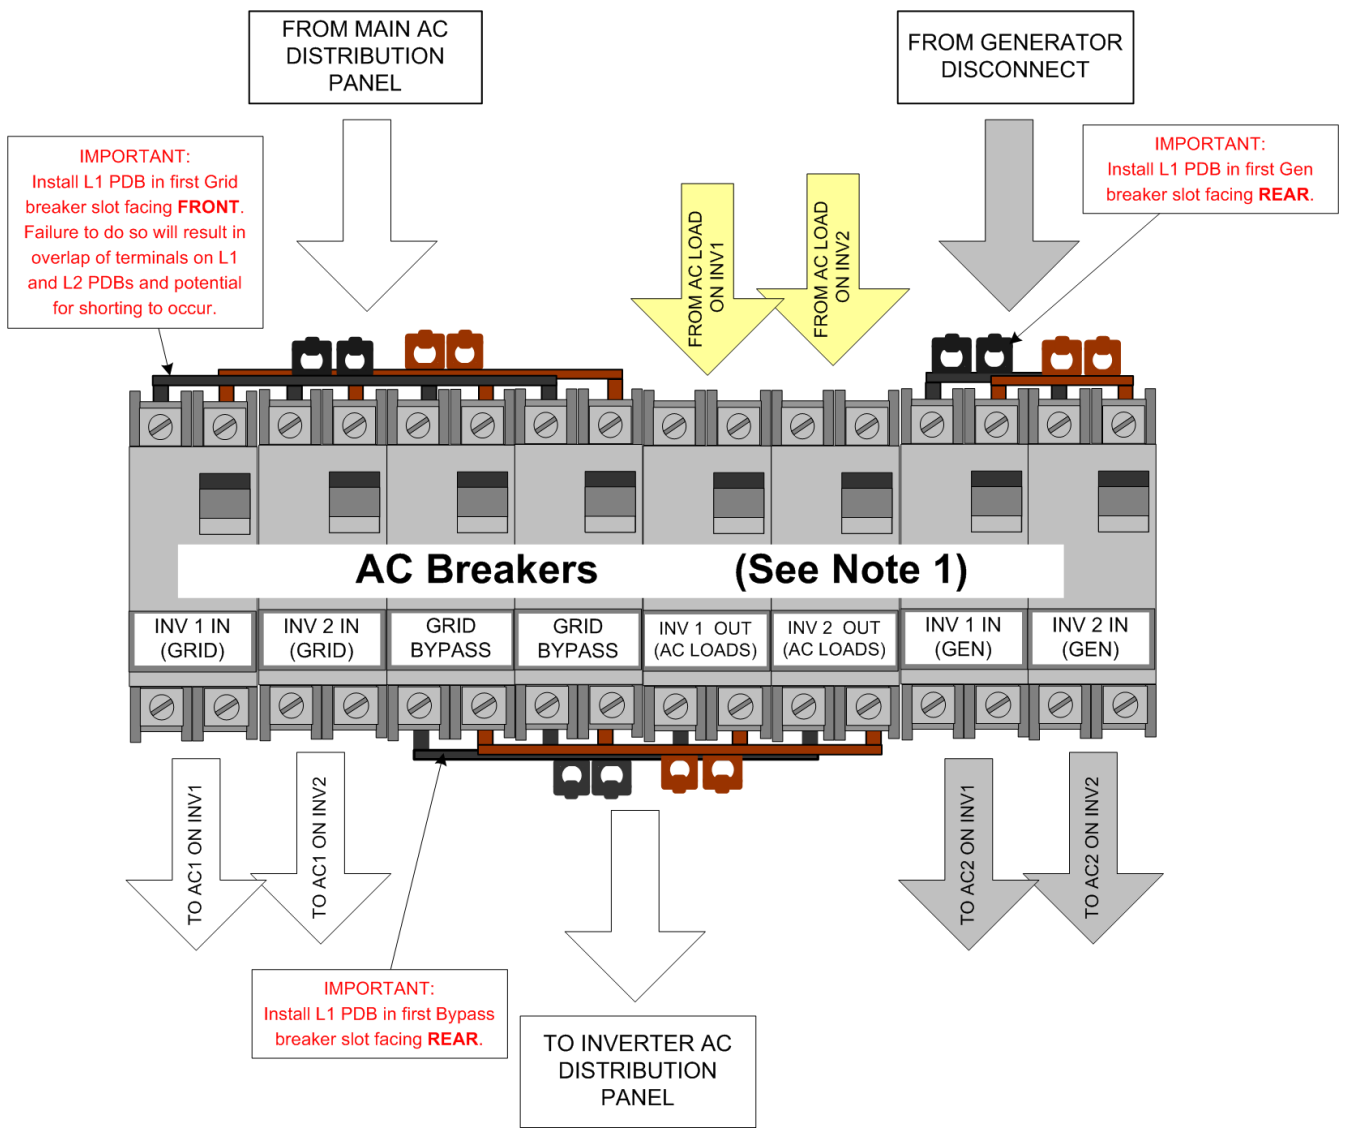 FROM MAIN AC
DISTRIBUTION
PANEL
FROM GENERATOR
DISCONNECT
IMPORTANT:
Install L1 PDB in first Grid
breaker slot facing FRONT.
Failure to do so will result in
overlap of terminals on L1
and L2 PDBs and potential
for shorting to occur.
IMPORTANT:
Install L1 PDB in first Gen
breaker slot facing REAR.
FROM AC LOAD
ON INV1
FROM AC LOAD
ON INV2
AC Breakers (See Note 1)
INV 1 IN
(GRID)
INV 2 IN
(GRID)
GRID
BYPASS
GRID
BYPASS
INV 1 OUT
(AC LOADS)
INV 2 OUT
(AC LOADS)
INV 1 IN
(GEN)
INV 2 IN
(GEN)
TO AC1 ON INV1
TO AC1 ON INV2
TO AC2 ON INV1
TO AC2 ON INV2
IMPORTANT:
Install L1 PDB in first Bypass
breaker slot facing REAR.
TO INVERTER AC
DISTRIBUTION
PANEL